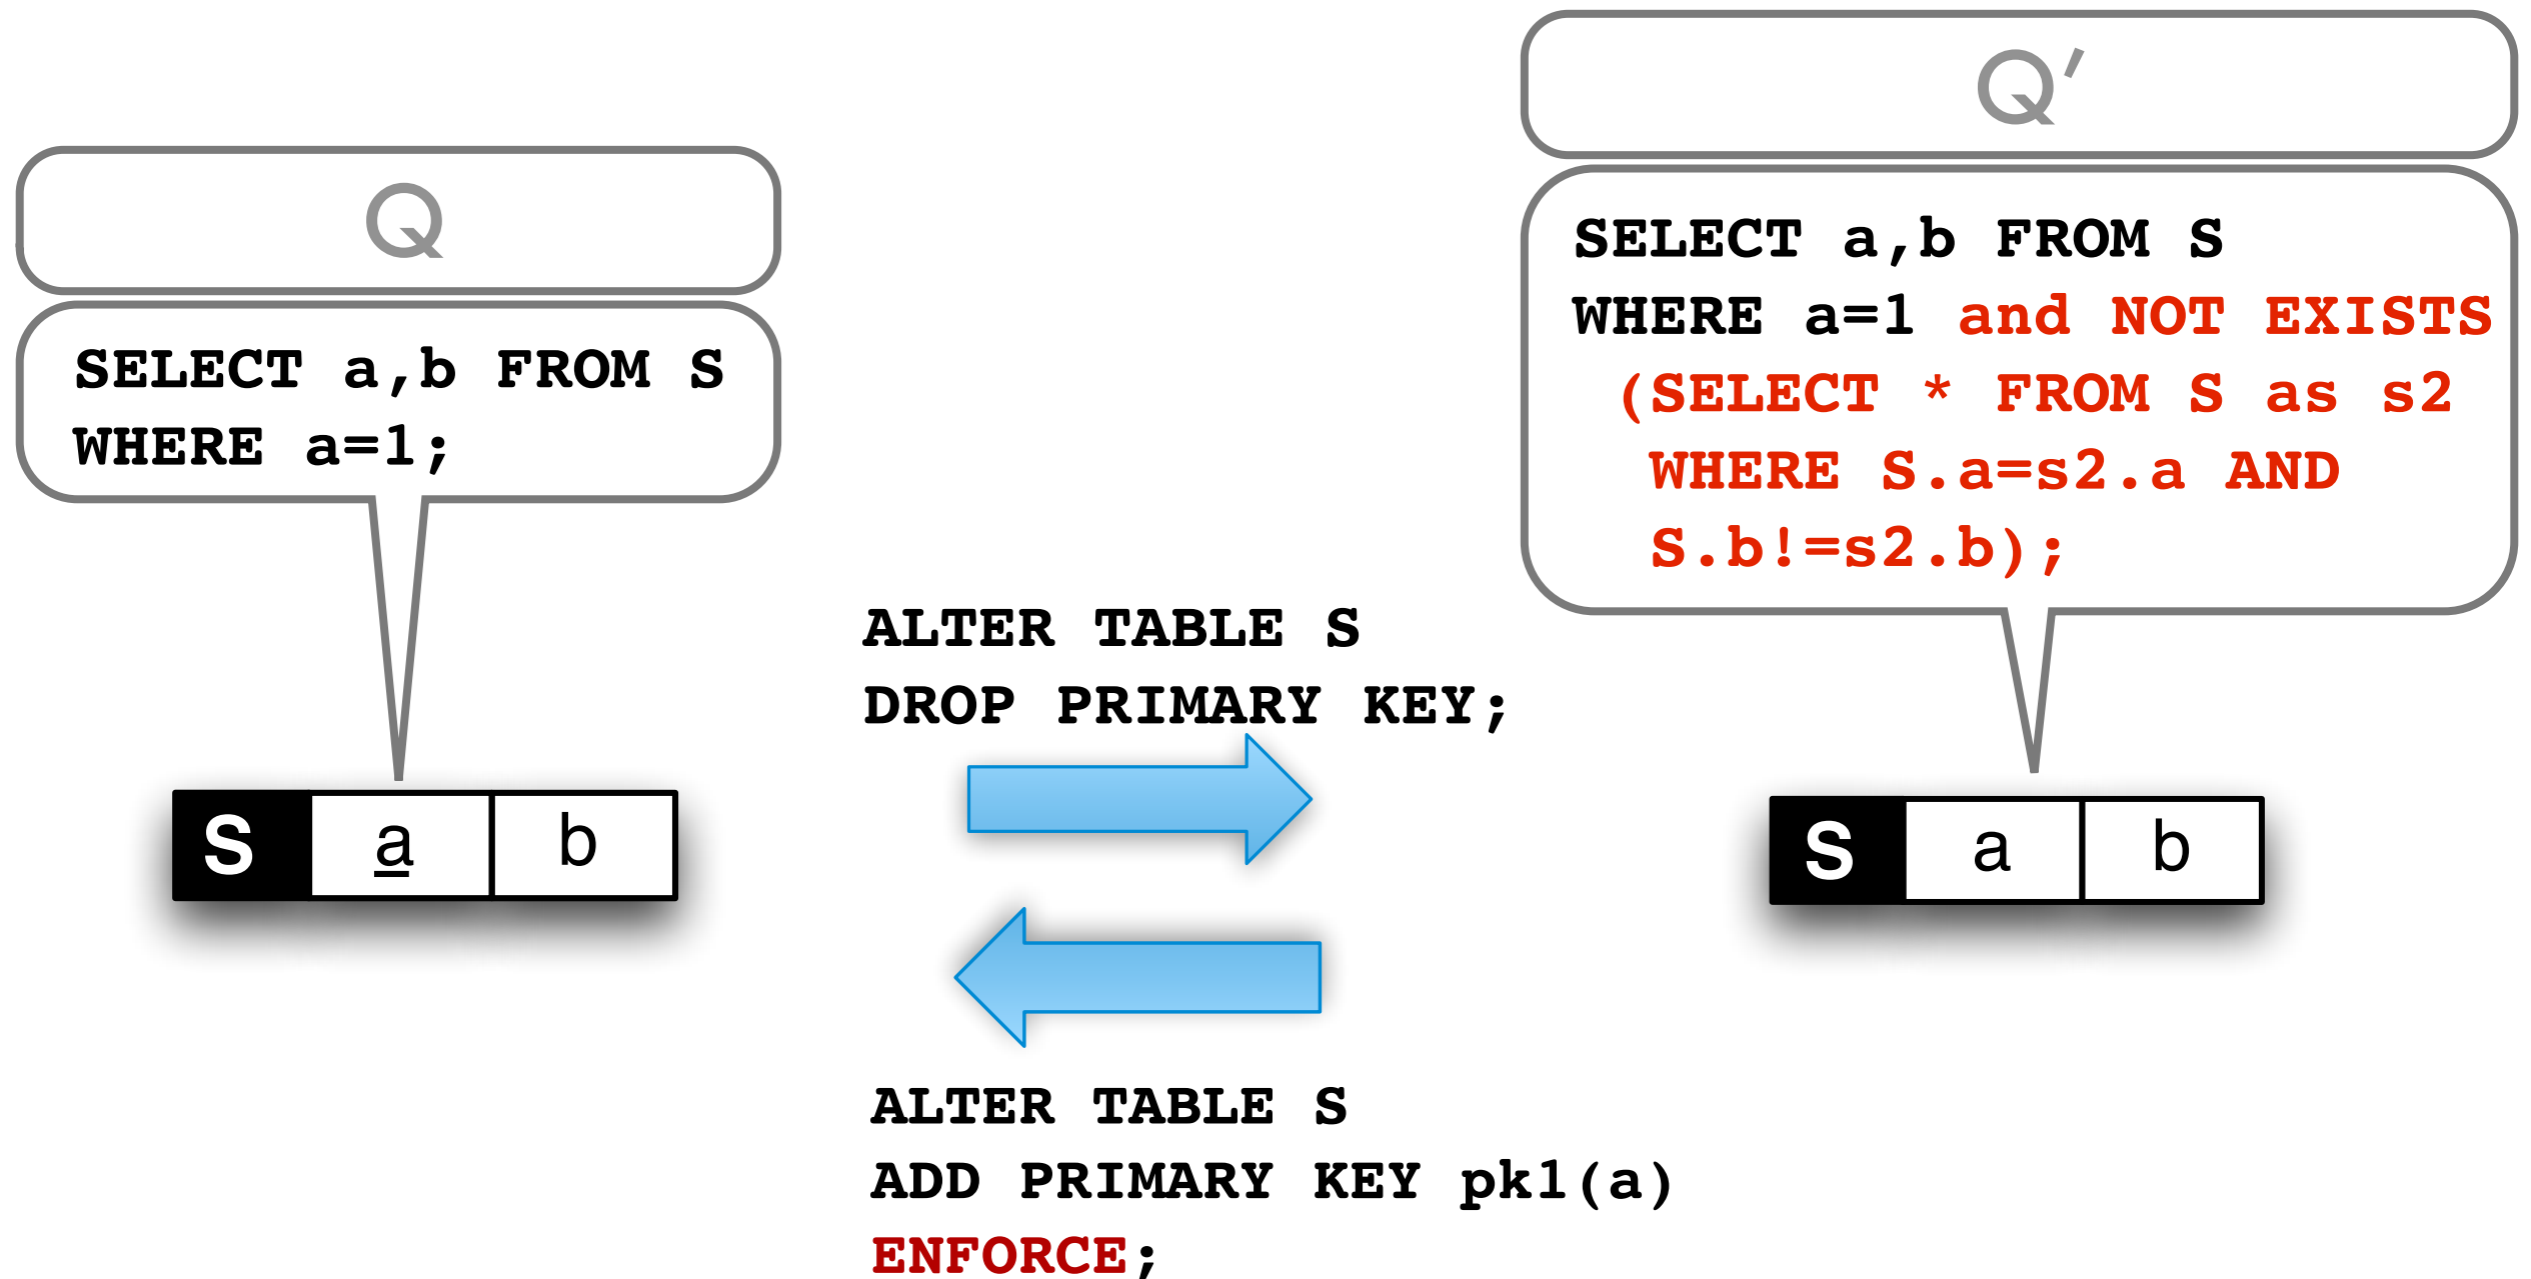 Q
SELECT a,b FROM S
WHERE a=1;
S a b
ALTER TABLE S
DROP PRIMARY KEY;
ALTER TABLE S
ADD PRIMARY KEY pk1(a)
ENFORCE;
Q′
SELECT a,b FROM S
WHERE a=1 and NOT EXISTS
(SELECT * FROM S as s2
WHERE S.a=s2.a AND
S.b!=s2.b);
S a b